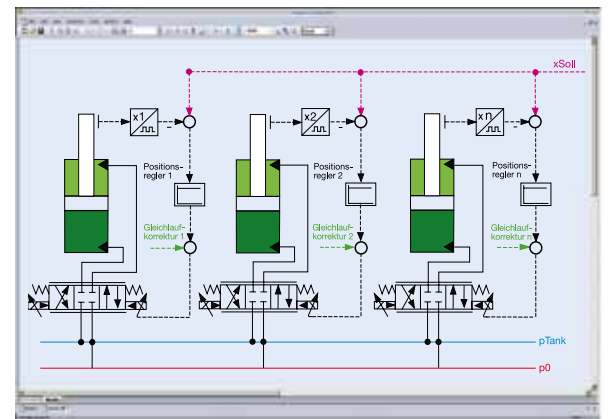 xSoll
x1
x2
xn
Positions-
regler 1
Positions-
regler 2
Positions-
regler n
Gleichlauf-
korrektur 1
Gleichlauf-
korrektur 2
Gleichlauf-
korrektur n
pTank
p0